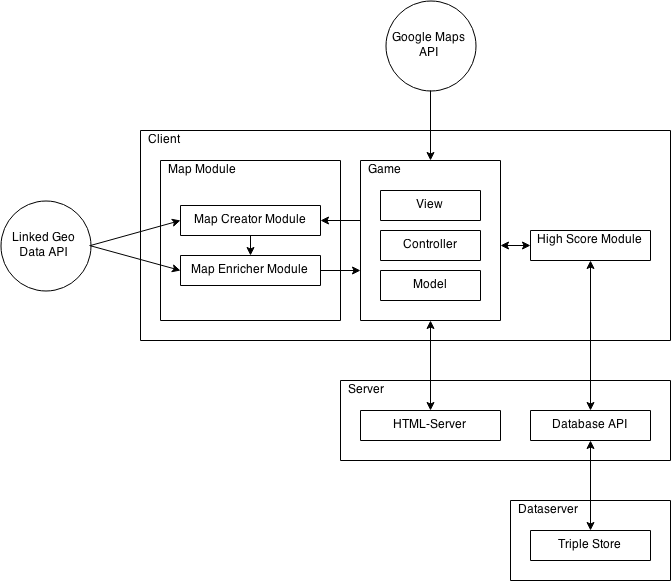 Google Maps
API
Client
Map Module
Game
Map Creator Module
View
Linked Geo
Data API
Controller
High Score Module
Map Enricher Module
Model
Server
HTML-Server
Database API
Dataserver
Triple Store